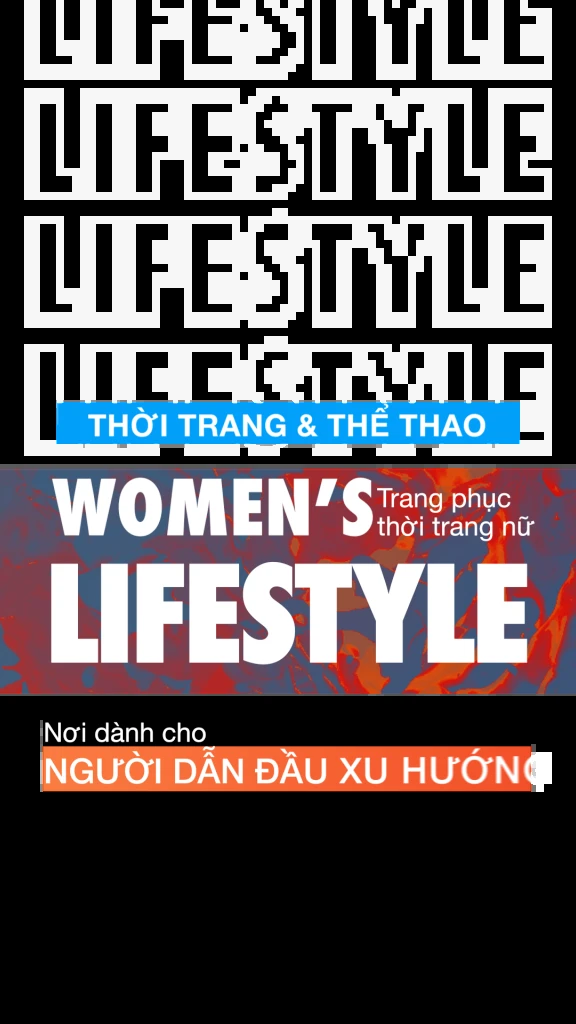 LIFESTYLE
LIFESTYLE
LIFESTYLE
LIFESTYLE
THỜI TRANG & THỂ THAO
WOMEN'S
Trang phục
thời trang nữ
LIFESTYLE
Nơi dành cho
NGƯỜI DẪN ĐẦU XU HƯỚNG